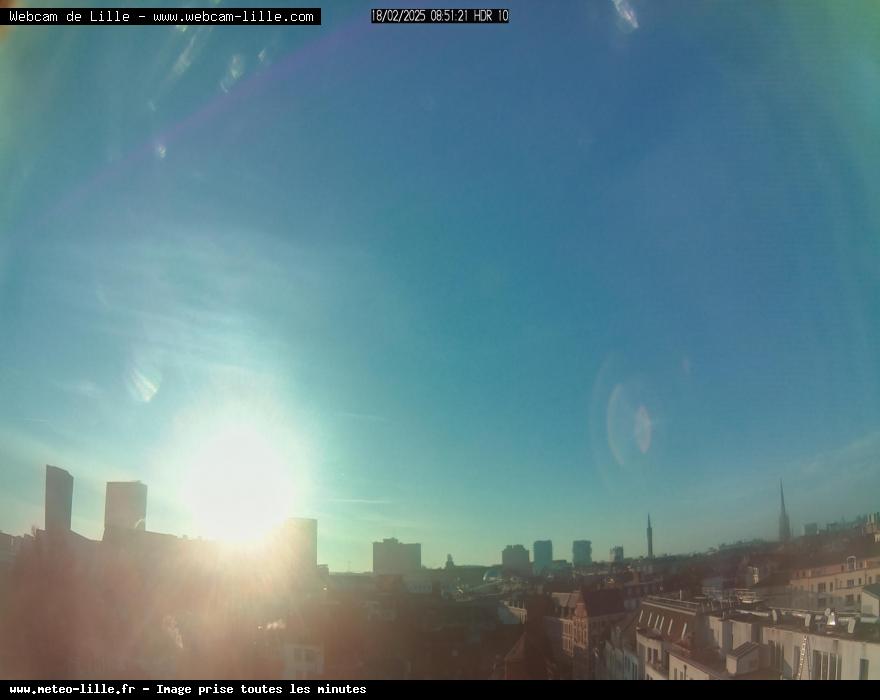 Webcam de Lille - www.webcam-lille.com
18/02/2025 08:51:21 HDR 10
www.meteo-lille.fr - Image prise toutes les minutes